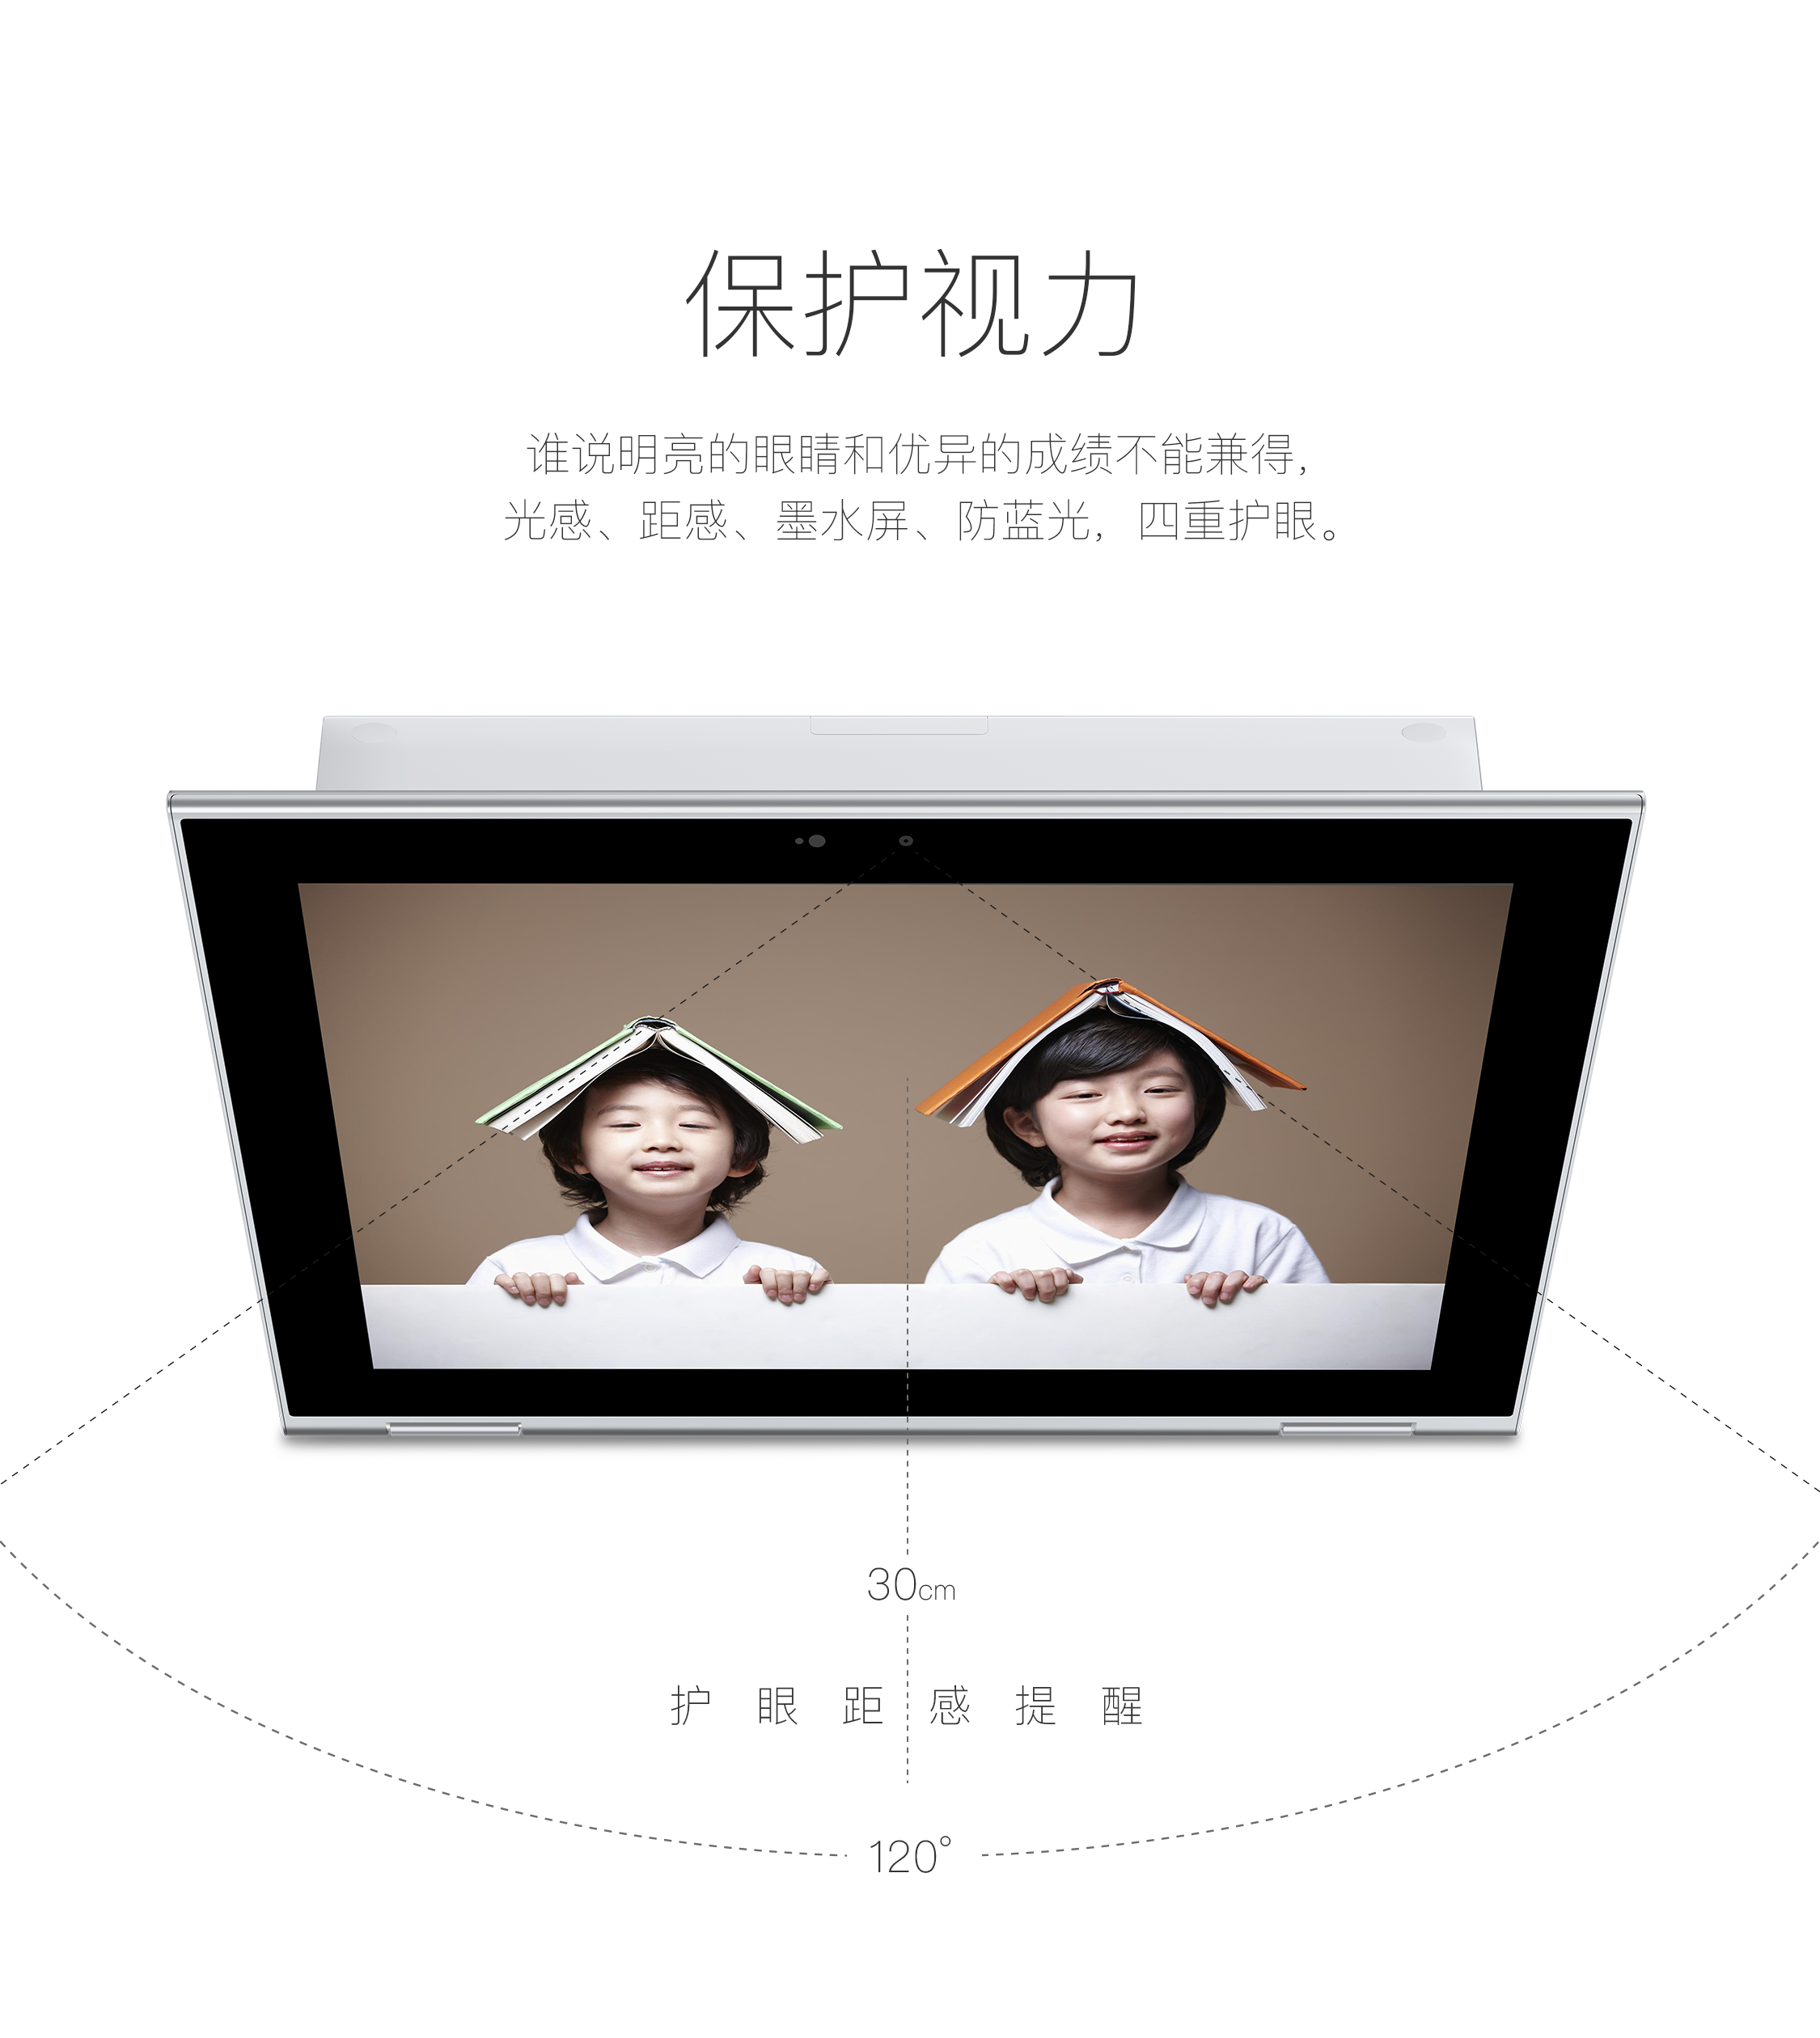 保护视力
谁说明亮的眼睛和优异的成绩不能兼得，
光感、距感、墨水屏、防蓝光，四重护眼。
30cm
护眼距感提醒
120°